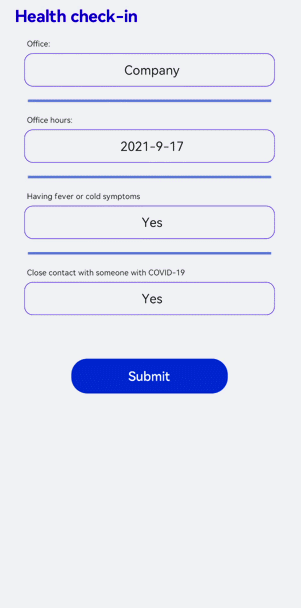 Health check-in
Office:
Company
Office hours:
2021-9-17
Having fever or cold symptoms
Yes
Close contact with someone with COVID-19
Yes
Submit